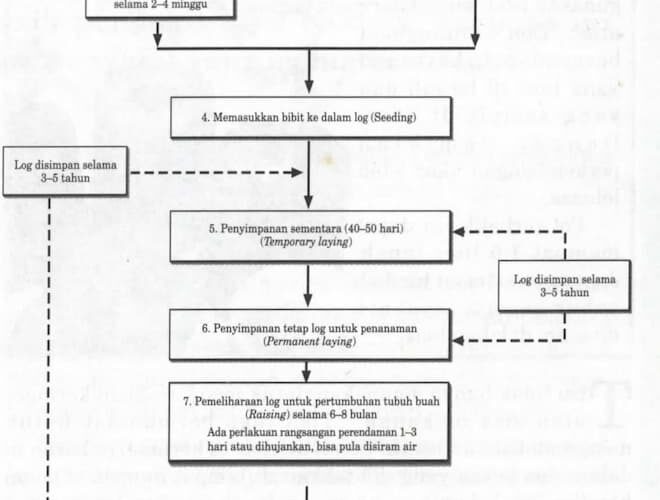 selama 2–4 minggu
4. Memasukkan bibit ke dalam log (Seeding)
Log disimpan selama
3–5 tahun
5. Penyimpanan sementara (40–50 hari)
(Temporary laying)
Log disimpan selama
3–5 tahun
6. Penyimpanan tetap log untuk penanaman
(Permanent laying)
7. Pemeliharaan log untuk pertumbuhan tubuh buah
(Raising) selama 6–8 bulan
Ada perlakuan rangsangan perendaman 1–3
hari atau dihujankan, bisa pula disiram air